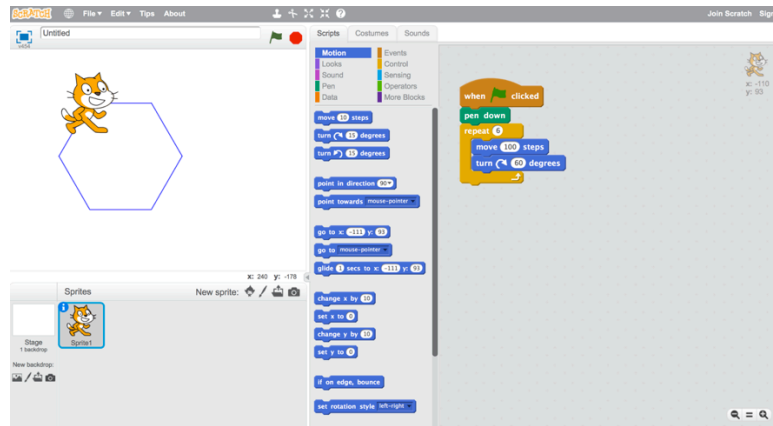 SCRATCH File▾ Edit▾ Tips About Join Scratch Sign
Untitled
v454
Scripts Costumes Sounds
Motion Events
Looks Control
Sound Sensing
Pen Operators
Data More Blocks
move 10 steps
turn 15 degrees
turn 15 degrees
point in direction 90▾
point towards mouse-pointer
go to x: -111 y: 93
go to mouse-pointer
glide 1 secs to x: -111 y: 93
change x by 10
set x to 0
change y by 10
set y to 0
if on edge, bounce
set rotation style left-right
when clicked
pen down
repeat 6
move 100 steps
turn 60 degrees
x: -110
y: 93
x: 240 y: -178
Sprites New sprite:
Stage
1 backdrop
Sprite1
New backdrop: